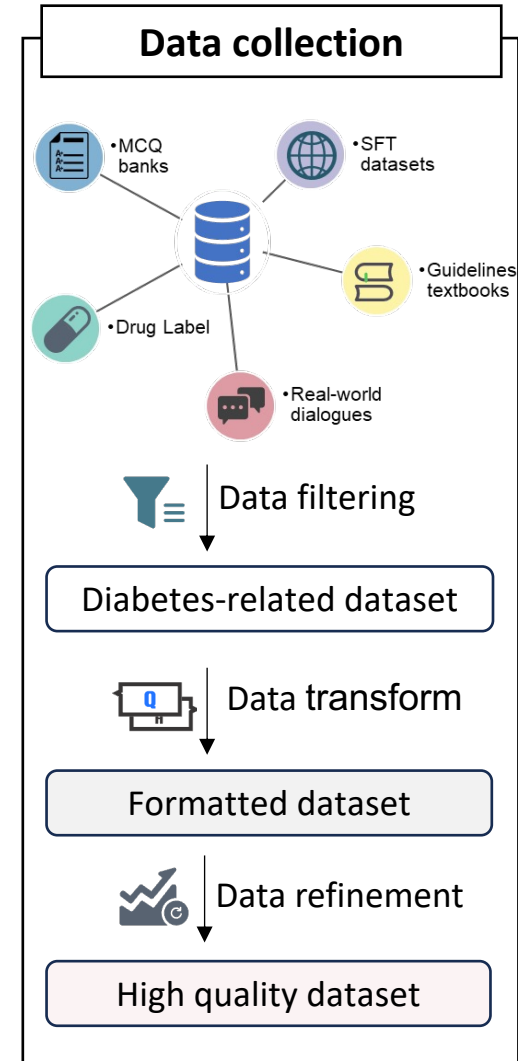 Data collection
•MCQ
banks
•SFT
datasets
•Guidelines
textbooks
•Drug Label
•Real-world
dialogues
Data filtering
Diabetes-related dataset
Q
Data transform
Formatted dataset
Data refinement
High quality dataset